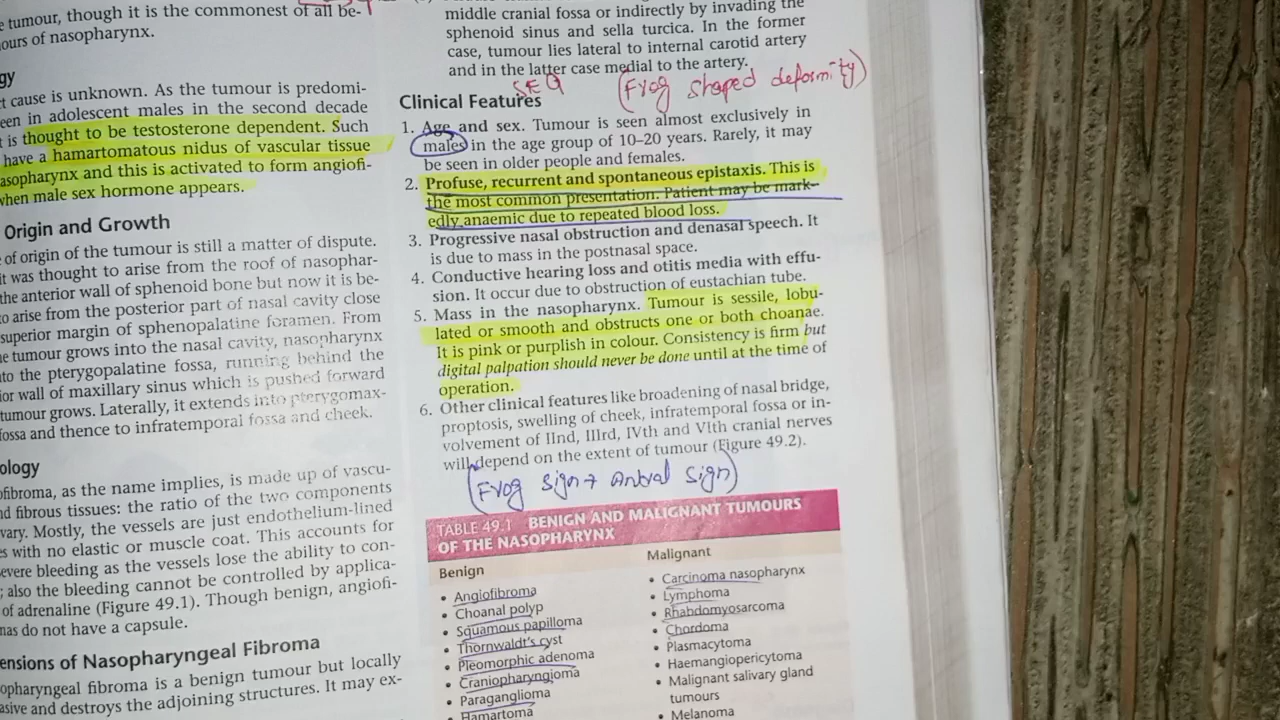 tumour, though it is the commonest of all be-
ours of nasopharynx.
gy
cause is unknown. As the tumour is predomi-
een in adolescent males in the second decade
it is thought to be testosterone dependent. Such
have a hamartomatous nidus of vascular tissue
asopharynx and this is activated to form angiofi-
when male sex hormone appears.
Origin and Growth
of origin of the tumour is still a matter of dispute.
it was thought to arise from the roof of nasophar-
the anterior wall of sphenoid bone but now it is be-
to arise from the posterior part of nasal cavity close
superior margin of sphenopalatine foramen. From
tumour grows into the nasal cavity, nasopharynx
to the pterygopalatine fossa, running behind the
ior wall of maxillary sinus which is pushed forward
tumour grows. Laterally, it extends into pterygomax-
fossa and thence to infratemporal fossa and cheek.
ology
ofibroma, as the name implies, is made up of vascu-
nd fibrous tissues: the ratio of the two components
vary. Mostly, the vessels are just endothelium-lined
es with no elastic or muscle coat. This accounts for
evere bleeding as the vessels lose the ability to con-
; also the bleeding cannot be controlled by applica-
of adrenaline (Figure 49.1). Though benign, angiofi-
mas do not have a capsule.
ensions of Nasopharyngeal Fibroma
opharyngeal fibroma is a benign tumour but locally
asive and destroys the adjoining structures. It may ex-
middle cranial fossa or indirectly by invading the
sphenoid sinus and sella turcica. In the former
case, tumour lies lateral to internal carotid artery
and in the latter case medial to the artery.
SEQ (Frog shaped deformity)
Clinical Features
1. Age and sex. Tumour is seen almost exclusively in
males in the age group of 10–20 years. Rarely, it may
be seen in older people and females.
2. Profuse, recurrent and spontaneous epistaxis. This is
the most common presentation. Patient may be mark-
edly anaemic due to repeated blood loss.
3. Progressive nasal obstruction and denasal speech. It
is due to mass in the postnasal space.
4. Conductive hearing loss and otitis media with effu-
sion. It occur due to obstruction of eustachian tube.
5. Mass in the nasopharynx. Tumour is sessile, lobu-
lated or smooth and obstructs one or both choanae.
It is pink or purplish in colour. Consistency is firm but
digital palpation should never be done until at the time of
operation.
6. Other clinical features like broadening of nasal bridge,
proptosis, swelling of cheek, infratemporal fossa or in-
volvement of IInd, IIIrd, IVth and VIth cranial nerves
will depend on the extent of tumour (Figure 49.2).
(Frog sign + Antral sign)
TABLE 49.1 BENIGN AND MALIGNANT TUMOURS
OF THE NASOPHARYNX
Benign
• Angiofibroma
• Choanal polyp
• Squamous papilloma
• Thornwaldt's cyst
• Pleomorphic adenoma
• Craniopharyngioma
• Paraganglioma
• Hamartoma
Malignant
• Carcinoma nasopharynx
• Lymphoma
• Rhabdomyosarcoma
• Chordoma
• Plasmacytoma
• Haemangiopericytoma
• Malignant salivary gland
tumours
• Melanoma